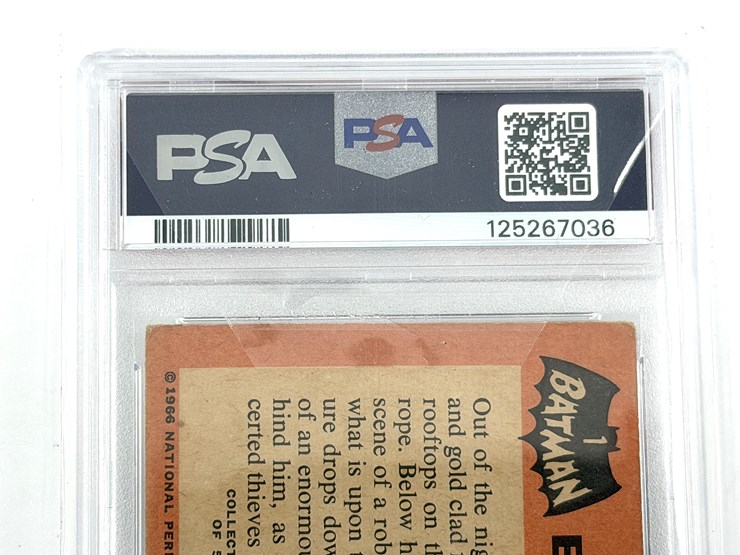 PSA
PSA
125267036
1
BATMAN
Out of the nig
and gold clad
rooftops on th
rope. Below h
scene of a rob
what is upon t
ure drops dow
of an enormou
hind him, as
certed thieves
COLLECT
OF 5
© 1966 NATIONAL PERI